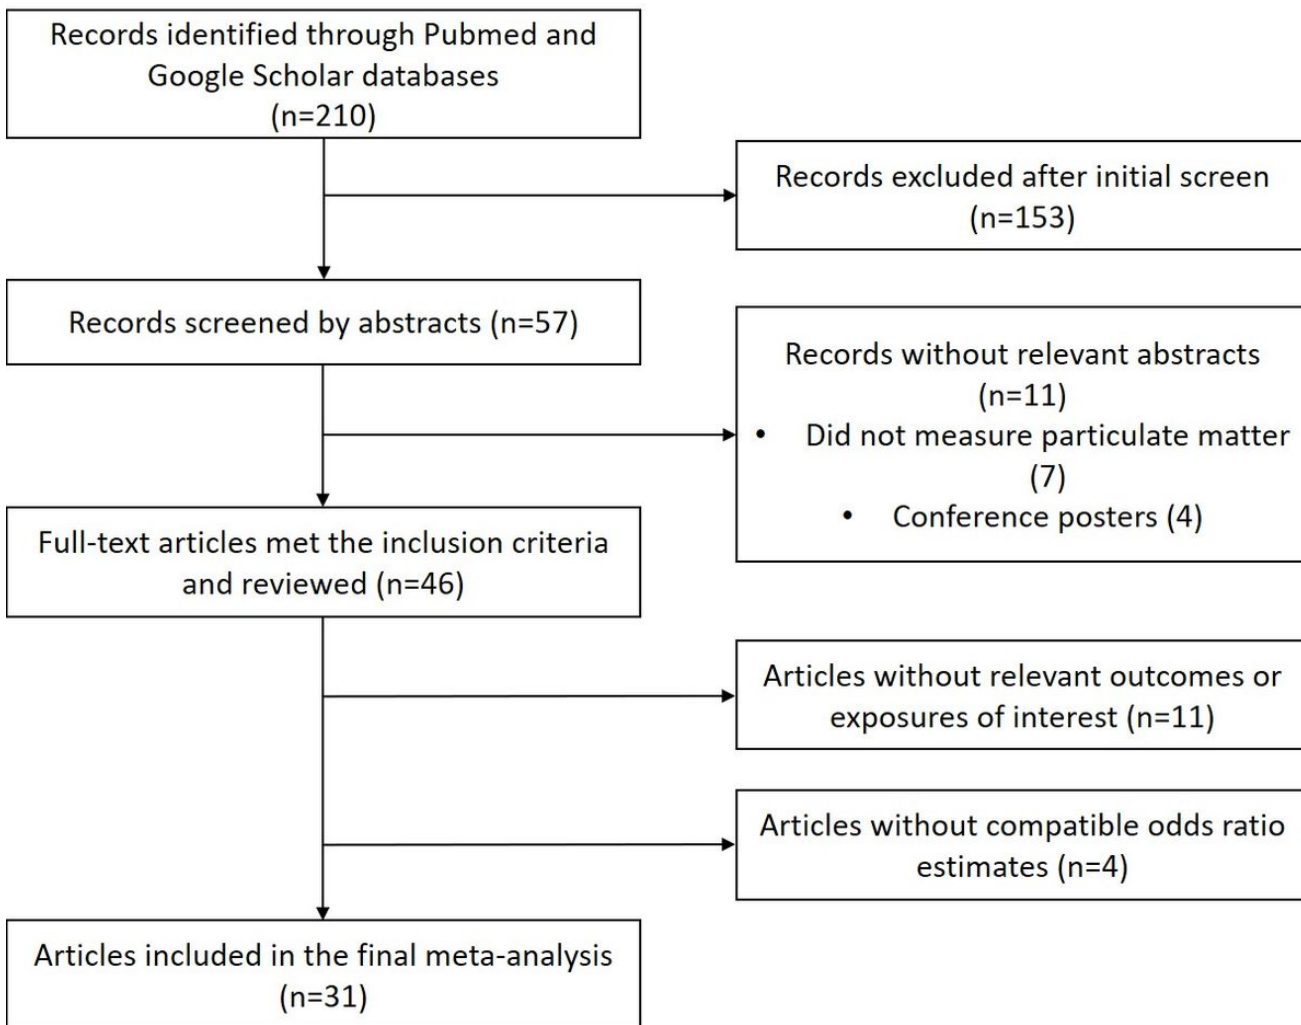 Records identified through Pubmed and
Google Scholar databases
(n=210)
Records excluded after initial screen
(n=153)
Records screened by abstracts (n=57)
Records without relevant abstracts
(n=11)
• Did not measure particulate matter
(7)
• Conference posters (4)
Full-text articles met the inclusion criteria
and reviewed (n=46)
Articles without relevant outcomes or
exposures of interest (n=11)
Articles without compatible odds ratio
estimates (n=4)
Articles included in the final meta-analysis
(n=31)